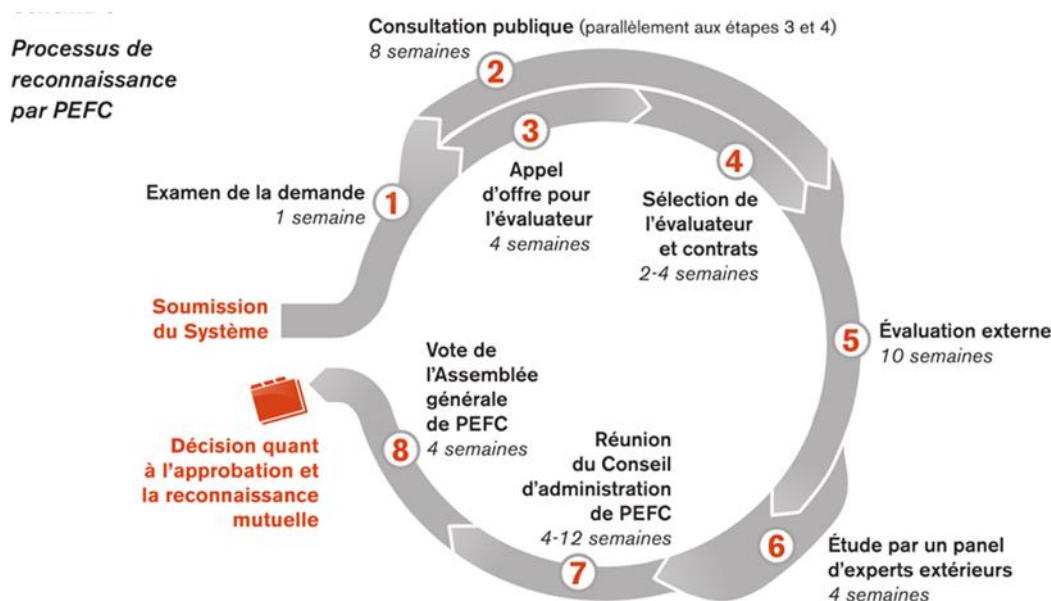 Processus de
reconnaissance
par PEFC
Consultation publique (parallèlement aux étapes 3 et 4)
8 semaines
2
3
Appel
d'offre pour
l'évaluateur
4 semaines
4
Sélection de
l'évaluateur
et contrats
2-4 semaines
Examen de la demande
1 semaine
1
Soumission
du Système
5
Évaluation externe
10 semaines
Vote de
l'Assemblée
générale
de PEFC
4 semaines
8
Décision quant
à l'approbation et
la reconnaissance
mutuelle
Réunion
du Conseil
d'administration
de PEFC
4-12 semaines
7
6
Étude par un panel
d'experts extérieurs
4 semaines